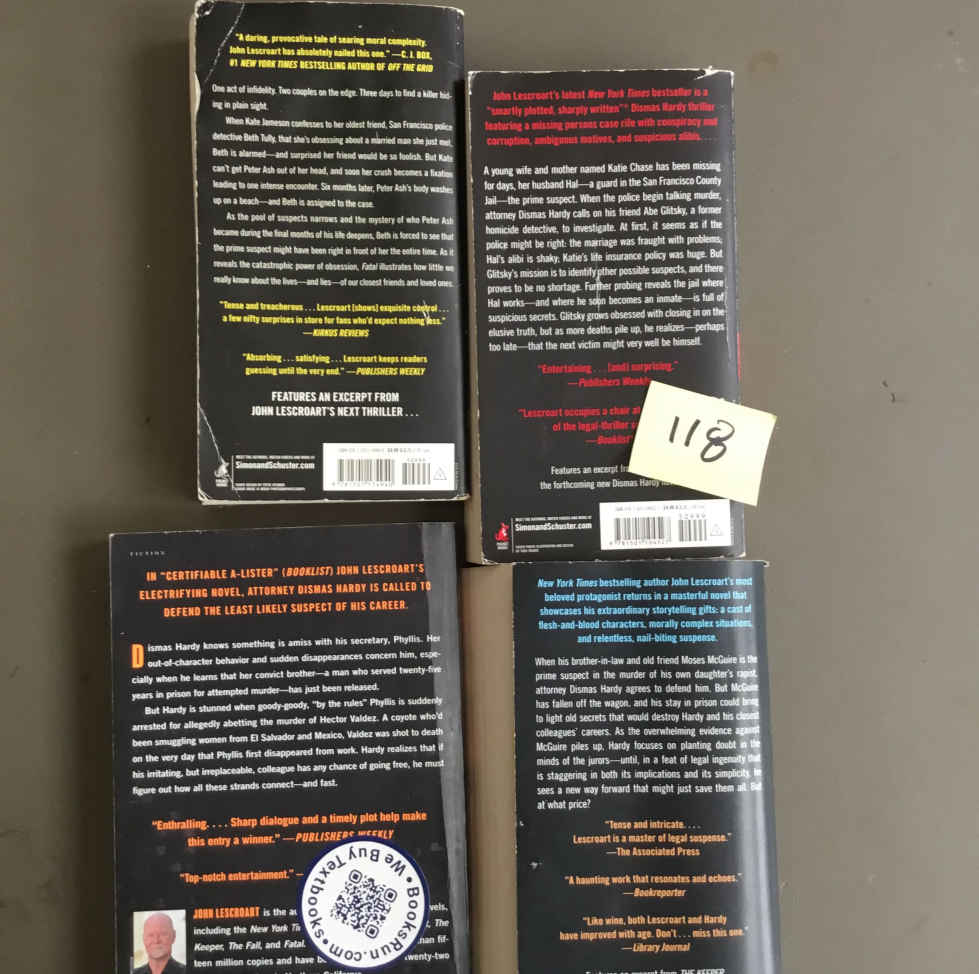 "A daring, provocative tale of searing moral complexity.
John Lescroart has absolutely nailed this one." —C. J. BOX,
#1 NEW YORK TIMES BESTSELLING AUTHOR OF OFF THE GRID
One act of infidelity. Two couples on the edge. Three days to find a killer hid-
ing in plain sight.
When Kate Jameson confesses to her oldest friend, San Francisco police
detective Beth Tully, that she's obsessing about a married man she just met,
Beth is alarmed—and surprised her friend would be so foolish. But Kate
can't get Peter Ash out of her head, and soon her crush becomes a fixation
leading to one intense encounter. Six months later, Peter Ash's body washes
up on a beach—and Beth is assigned to the case.
As the pool of suspects narrows and the mystery of who Peter Ash
became during the final months of his life deepens, Beth is forced to see that
the prime suspect might have been right in front of her the entire time. As it
reveals the catastrophic power of obsession, Fatal illustrates how little we
really know about the lives—and lies—of our closest friends and loved ones.
"Tense and treacherous . . . Lescroart [shows] exquisite control . . .
a few nifty surprises in store for fans who'd expect nothing less."
—KIRKUS REVIEWS
"Absorbing . . . satisfying . . . Lescroart keeps readers
guessing until the very end." —PUBLISHERS WEEKLY
FEATURES AN EXCERPT FROM
JOHN LESCROART'S NEXT THRILLER . . .
SimonandSchuster.com
John Lescroart's latest New York Times bestseller is a
"smartly plotted, sharply written"* Dismas Hardy thriller
featuring a missing persons case rife with conspiracy and
corruption, ambiguous motives, and suspicious alibis. . . .
A young wife and mother named Katie Chase has been missing
for days, her husband Hal—a guard in the San Francisco County
Jail—the prime suspect. When the police begin talking murder,
attorney Dismas Hardy calls on his friend Abe Glitsky, a former
homicide detective, to investigate. At first, it seems as if the
police might be right: the marriage was fraught with problems;
Hal's alibi is shaky; Katie's life insurance policy was huge. But
Glitsky's mission is to identify other possible suspects, and there
proves to be no shortage. Further probing reveals the jail where
Hal works—and where he soon becomes an inmate—is full of
suspicious secrets. Glitsky grows obsessed with closing in on the
elusive truth, but as more deaths pile up, he realizes—perhaps
too late—that the next victim might very well be himself.
"Entertaining . . . [and] surprising."
—Publishers Weekly
"Lescroart occupies a chair at
of the legal-thriller
—Booklist*
Features an excerpt
the forthcoming new Dismas Hardy
SimonandSchuster.com
118
FICTION
IN "CERTIFIABLE A-LISTER" (BOOKLIST) JOHN LESCROART'S
ELECTRIFYING NOVEL, ATTORNEY DISMAS HARDY IS CALLED TO
DEFEND THE LEAST LIKELY SUSPECT OF HIS CAREER.
Dismas Hardy knows something is amiss with his secretary, Phyllis. Her
out-of-character behavior and sudden disappearances concern him, espe-
cially when he learns that her convict brother—a man who served twenty-five
years in prison for attempted murder—has just been released.
But Hardy is stunned when goody-goody, "by the rules" Phyllis is suddenly
arrested for allegedly abetting the murder of Hector Valdez. A coyote who'd
been smuggling women from El Salvador and Mexico, Valdez was shot to death
on the very day that Phyllis first disappeared from work. Hardy realizes that if
his irritating, but irreplaceable, colleague has any chance of going free, he must
figure out how all these strands connect—and fast.
"Enthralling. . . . Sharp dialogue and a timely plot help make
this entry a winner." —PUBLISHERS WEEKLY
"Top-notch entertainment." —
JOHN LESCROART is the
including the New York
The
Keeper, The Fall, and Fatal.
than fif-
teen million copies and have
twenty-two
We Buy Textbooks • BooksRun.com •
New York Times bestselling author John Lescroart's most
beloved protagonist returns in a masterful novel that
showcases his extraordinary storytelling gifts: a cast of
flesh-and-blood characters, morally complex situations,
and relentless, nail-biting suspense.
When his brother-in-law and old friend Moses McGuire is the
prime suspect in the murder of his own daughter's rapist,
attorney Dismas Hardy agrees to defend him. But McGuire
has fallen off the wagon, and his stay in prison could bring
to light old secrets that would destroy Hardy and his closest
colleagues' careers. As the overwhelming evidence against
McGuire piles up, Hardy focuses on planting doubt in the
minds of the jurors—until, in a feat of legal ingenuity that
is staggering in both its implications and its simplicity, he
sees a new way forward that might just save them all. But
at what price?
"Tense and intricate. . . .
Lescroart is a master of legal suspense."
—The Associated Press
"A haunting work that resonates and echoes."
—Bookreporter
"Like wine, both Lescroart and Hardy
have improved with age. Don't . . . miss this one."
—Library Journal